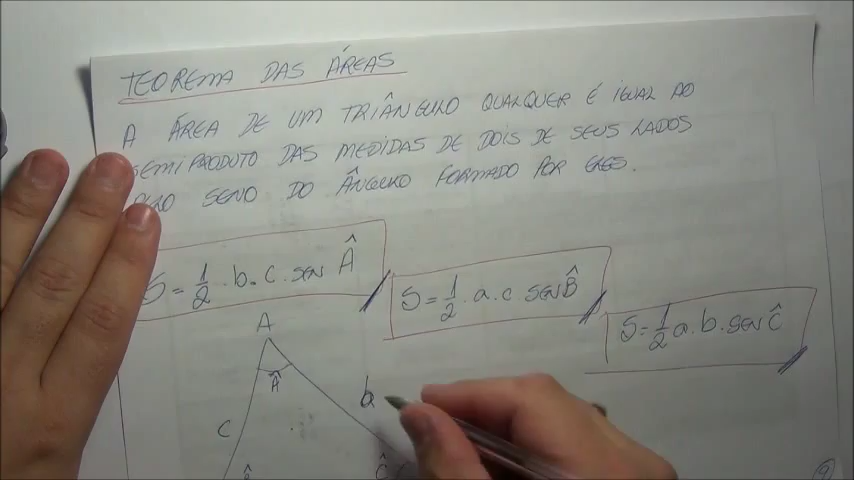 TEOREMA DAS ÁREAS
A ÁREA DE UM TRIÂNGULO QUALQUER É IGUAL AO
SEMIPRODUTO DAS MEDIDAS DE DOIS DE SEUS LADOS
PELO SENO DO ÂNGULO FORMADO POR ELES.
S = 1/2 . b . c . sen Â
S = 1/2 . a . c . sen B̂
S = 1/2 a . b . sen Ĉ
A
Â
b
c
B̂
Ĉ
9